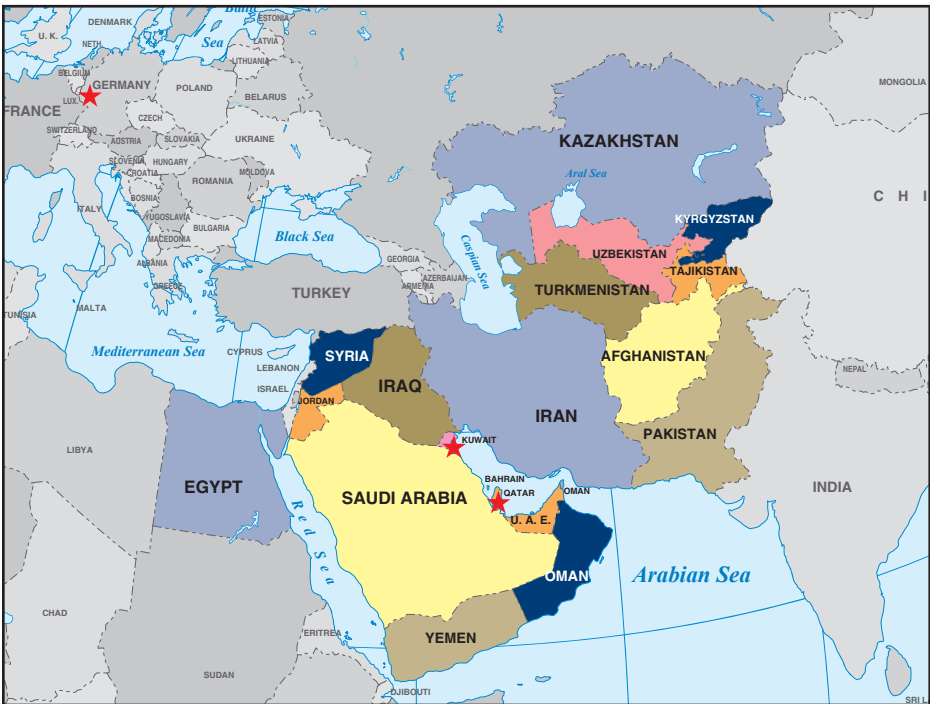 Baltic
Sea
ESTONIA
DENMARK
U. K.
LATVIA
NETH
LITHUANIA
BELGIUM
GERMANY
POLAND
BELARUS
MONGOLIA
LUX.
FRANCE
CZECH
SWITZERLAND
AUSTRIA
SLOVAKIA
UKRAINE
KAZAKHSTAN
SLOVENIA
HUNGARY
CROATIA
MOLDOVA
ROMANIA
Aral Sea
BOSNIA
C H I
ITALY
YUGOSLAVIA
KYRGYZSTAN
BULGARIA
MACEDONIA
Black Sea
Caspian Sea
UZBEKISTAN
ALBANIA
GEORGIA
TAJIKISTAN
AZERBAIJAN
GREECE
ARMENIA
TURKEY
TURKMENISTAN
MALTA
TUNISIA
Mediterranean Sea
CYPRUS
SYRIA
AFGHANISTAN
LEBANON
NEPAL
ISRAEL
IRAQ
JORDAN
IRAN
KUWAIT
PAKISTAN
LIBYA
BAHRAIN
EGYPT
SAUDI ARABIA
QATAR
OMAN
INDIA
U. A. E.
Red Sea
OMAN
Arabian Sea
CHAD
ERITREA
YEMEN
SUDAN
DJIBOUTI
SRI L